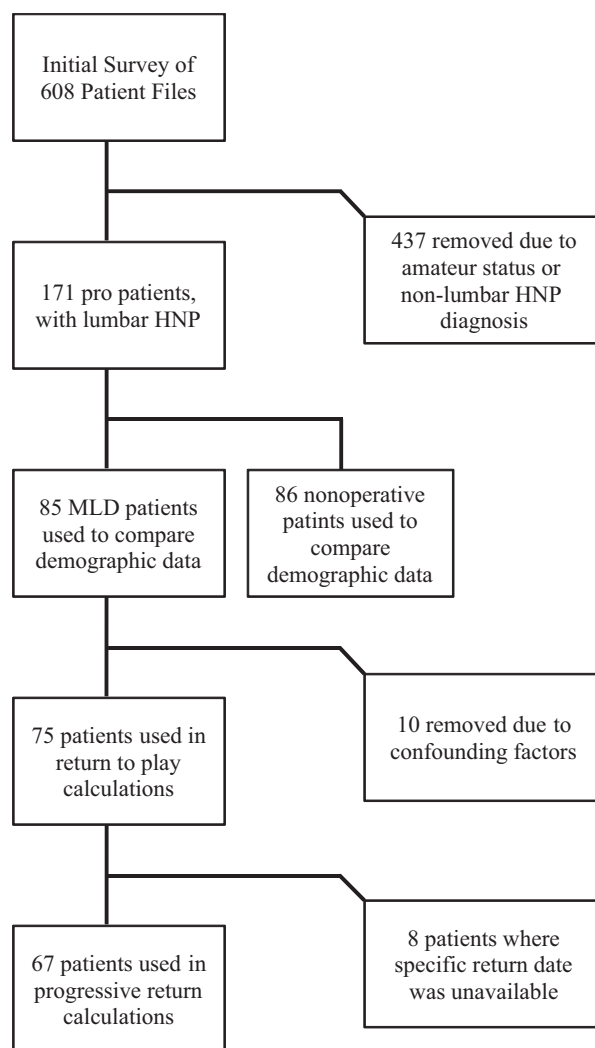 Initial Survey of
608 Patient Files
437 removed due to
amateur status or
non-lumbar HNP
diagnosis
171 pro patients,
with lumbar HNP
85 MLD patients
used to compare
demographic data
86 nonoperative
patints used to
compare
demographic data
75 patients used in
return to play
calculations
10 removed due to
confounding factors
67 patients used in
progressive return
calculations
8 patients where
specific return date
was unavailable